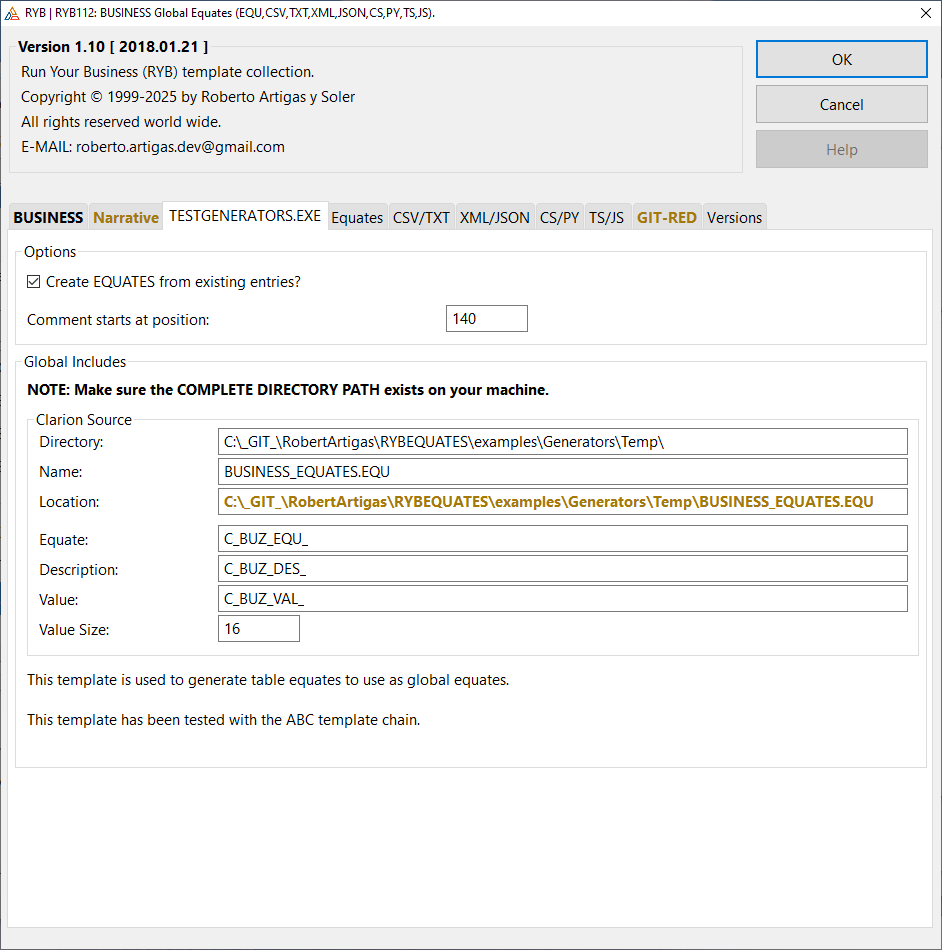 RYB | RYB112: BUSINESS Global Equates (EQU,CSV,TXT,XML,JSON,CS,PY,TS,JS).
Version 1.10 [ 2018.01.21 ]
Run Your Business (RYB) template collection.
Copyright © 1999-2025 by Roberto Artigas y Soler
All rights reserved world wide.
E-MAIL: roberto.artigas.dev@gmail.com
OK
Cancel
Help
BUSINESS Narrative TESTGENERATORS.EXE Equates CSV/TXT XML/JSON CS/PY TS/JS GIT-RED Versions
Options
Create EQUATES from existing entries?
Comment starts at position: 140
Global Includes
NOTE: Make sure the COMPLETE DIRECTORY PATH exists on your machine.
Clarion Source
Directory: C:\_GIT_\RobertArtigas\RYBEQUATES\examples\Generators\Temp\
Name: BUSINESS_EQUATES.EQU
Location: C:\_GIT_\RobertArtigas\RYBEQUATES\examples\Generators\Temp\BUSINESS_EQUATES.EQU
Equate: C_BUZ_EQU_
Description: C_BUZ_DES_
Value: C_BUZ_VAL_
Value Size: 16
This template is used to generate table equates to use as global equates.
This template has been tested with the ABC template chain.